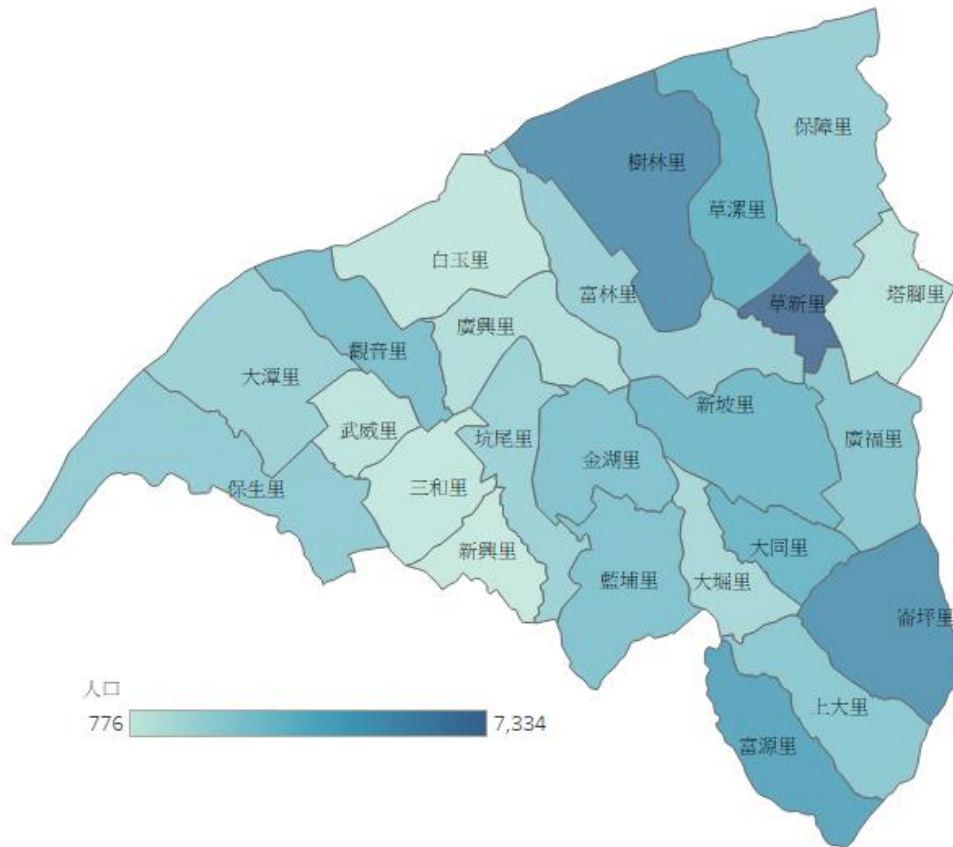 保障里
樹林里
草漯里
白玉里
富林里
草新里
塔腳里
廣興里
觀音里
大潭里
新坡里
武威里
坑尾里
廣福里
金湖里
保生里
三和里
新興里
大同里
藍埔里
大堀里
崙坪里
人口
776
7,334
上大里
富源里